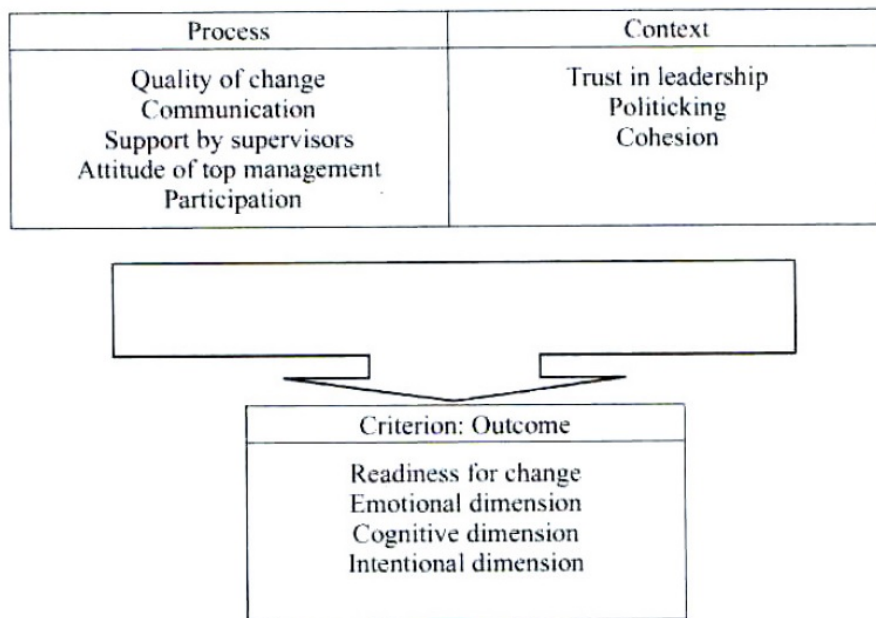 Process
Quality of change
Communication
Support by supervisors
Attitude of top management
Participation
Context
Trust in leadership
Politicking
Cohesion
Criterion: Outcome
Readiness for change
Emotional dimension
Cognitive dimension
Intentional dimension